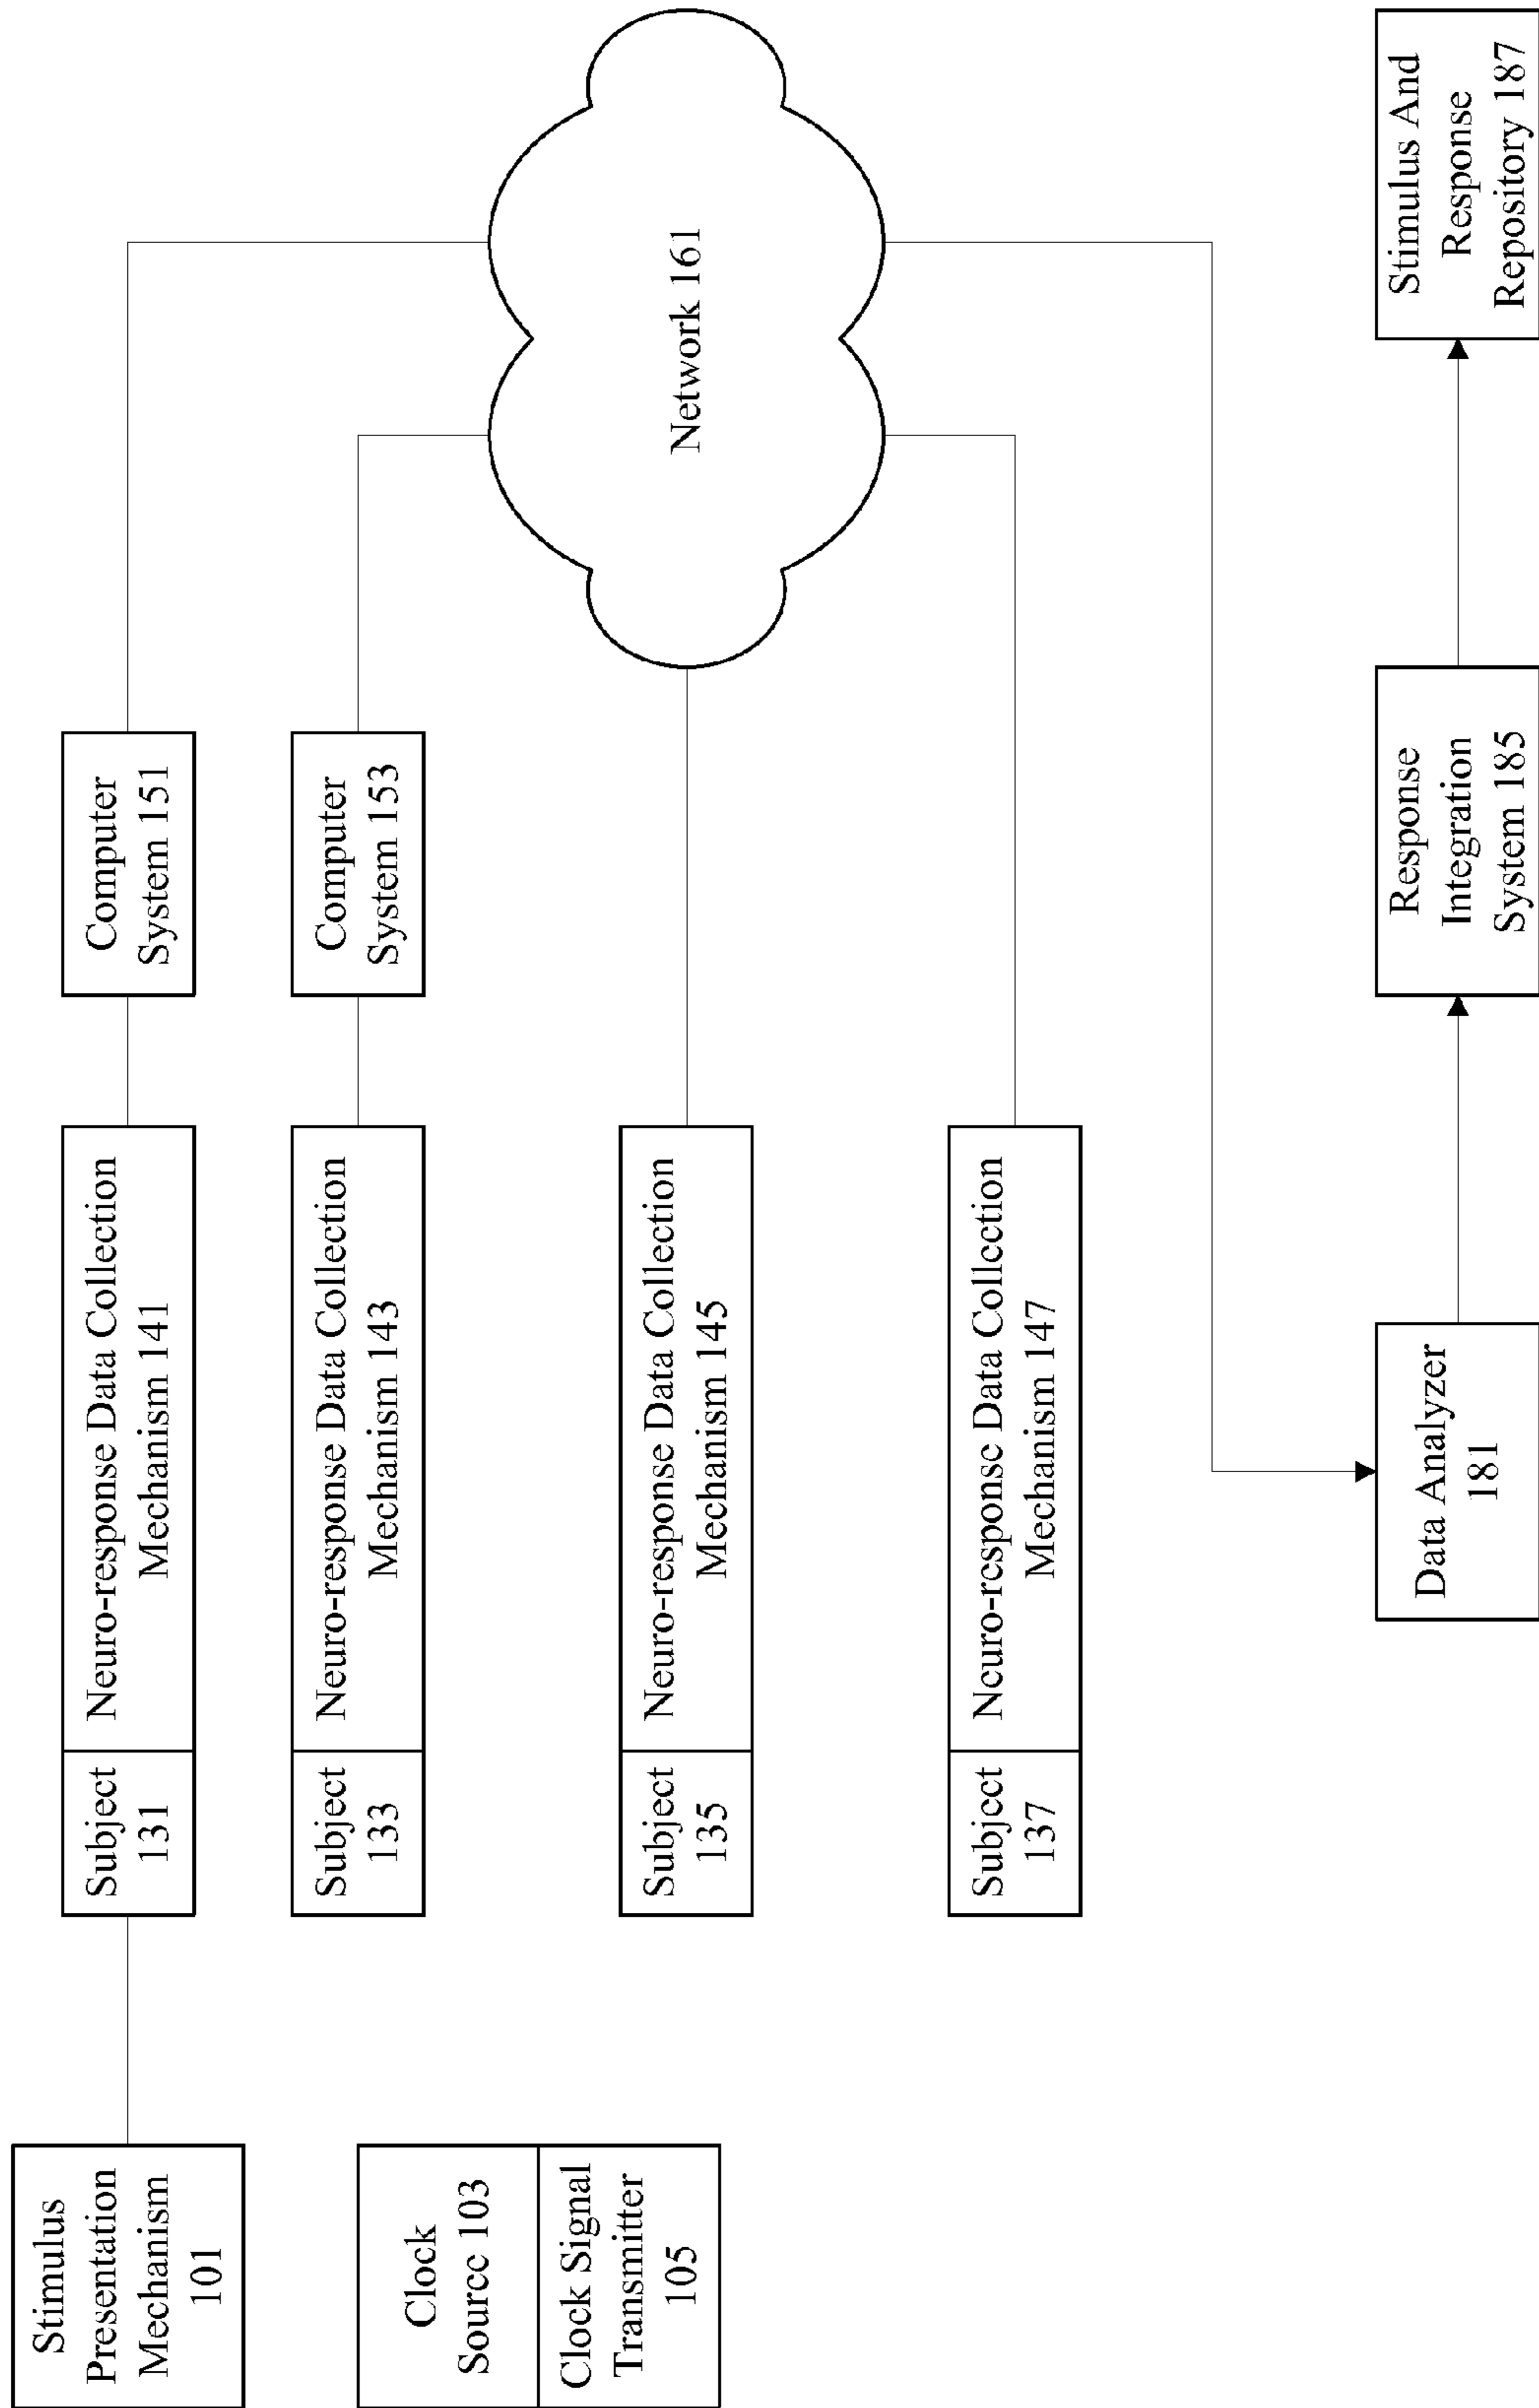 Stimulus
Presentation
Mechanism
101
Clock
Source 103
Clock Signal
Transmitter
105
Subject
131
Neuro-response Data Collection
Mechanism 141
Computer
System 151
Subject
133
Neuro-response Data Collection
Mechanism 143
Computer
System 153
Subject
135
Neuro-response Data Collection
Mechanism 145
Subject
137
Neuro-response Data Collection
Mechanism 147
Network 161
Data Analyzer
181
Response
Integration
System 185
Stimulus And
Response
Repository 187